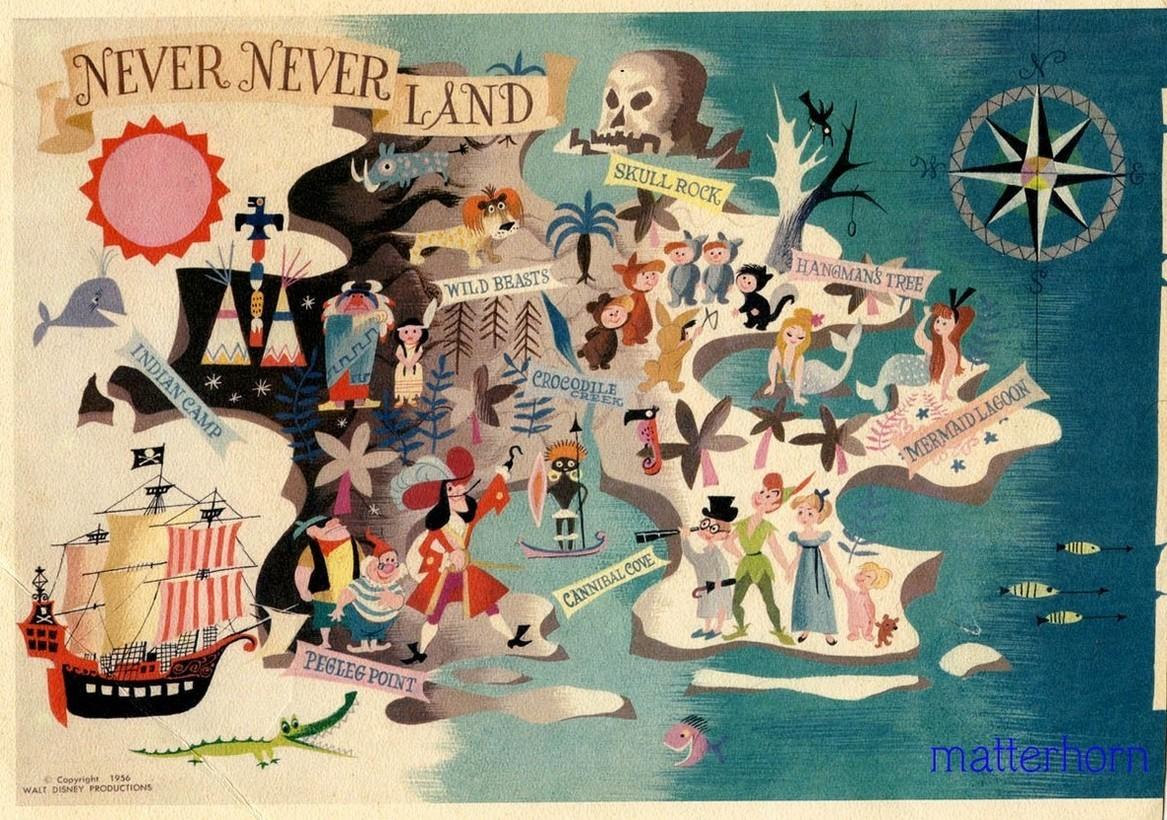 NEVER NEVER
LAND
SKULL ROCK
HANGMAN'S TREE
WILD BEASTS
INDIAN CAMP
CROCODILE
CREEK
MERMAID LAGOON
CANNIBAL COVE
PEGLEG POINT
N
W
E
S
© Copyright 1956
WALT DISNEY PRODUCTIONS
matterhorn